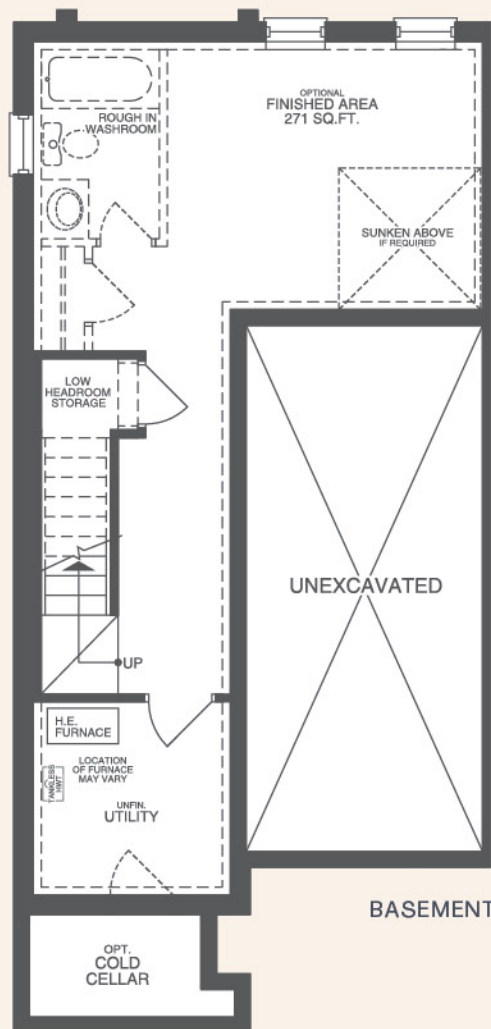 OPTIONAL
FINISHED AREA
271 SQ.FT.
ROUGH IN
WASHROOM
SUNKEN ABOVE
IF REQUIRED
LOW
HEADROOM
STORAGE
UNEXCAVATED
UP
H.E.
FURNACE
LOCATION
OF FURNACE
MAY VARY
TANKLESS
HWT
UNFIN.
UTILITY
BASEMENT
OPT.
COLD
CELLAR